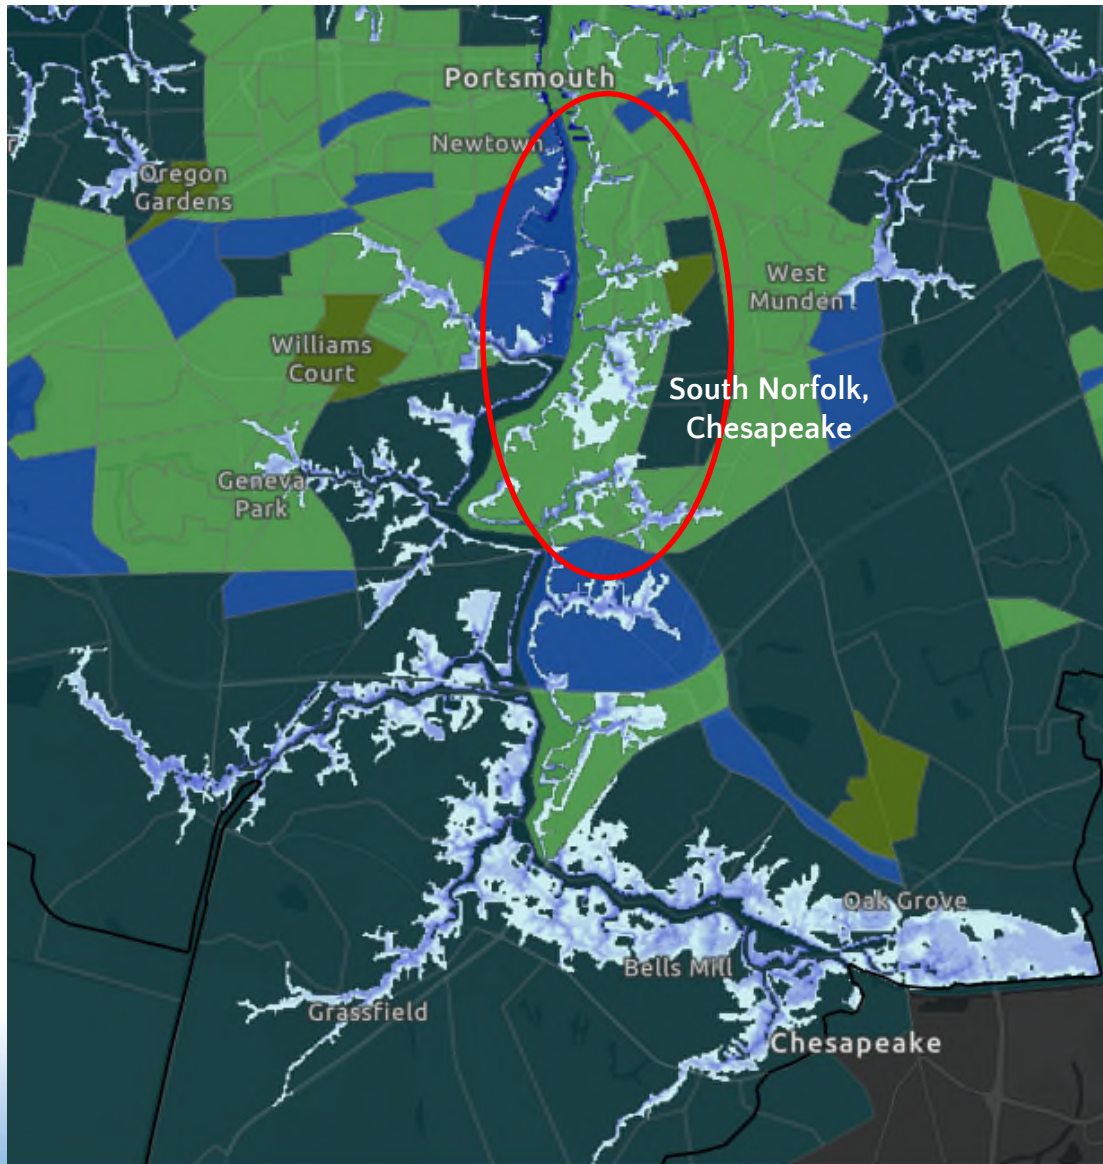 Portsmouth
Newtown
Oregon
Gardens
West
Munden
Williams
Court
South Norfolk,
Chesapeake
Geneva
Park
Oak Grove
Bells Mill
Grassfield
Chesapeake